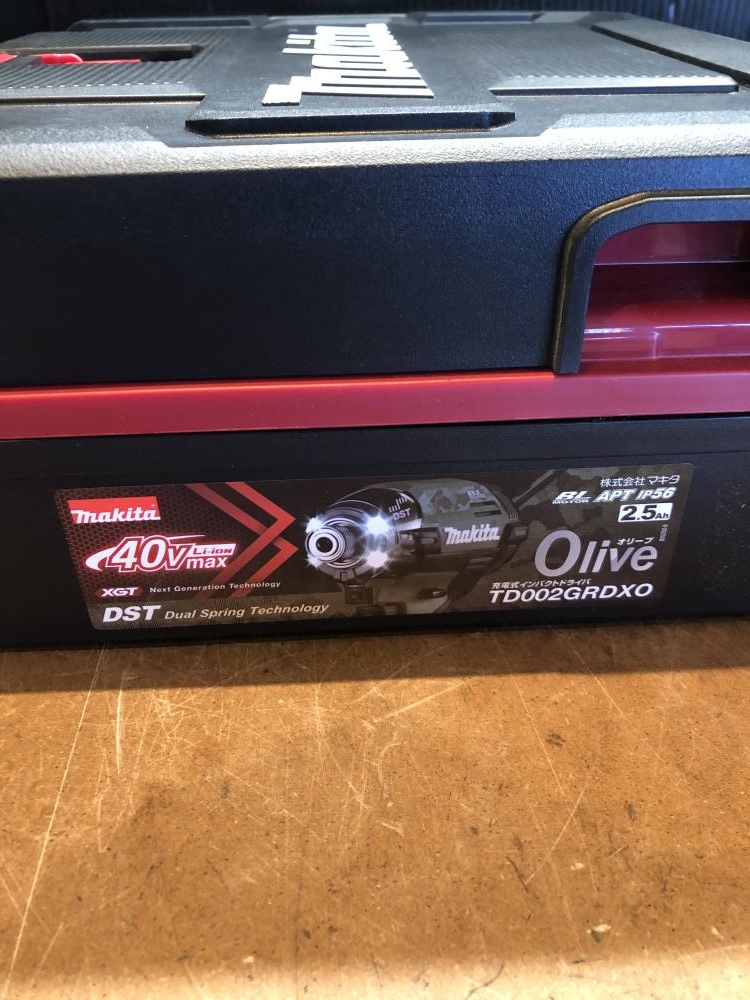 makita
makita
40Vmax Li-ion
XGT Next Generation Technology
DST Dual Spring Technology
DST
BL
makita
株式会社 マキタ
BL MOTOR APT IP56
2.5Ah
オリーブ
Olive
充電式インパクトドライバ
TD002GRDXO